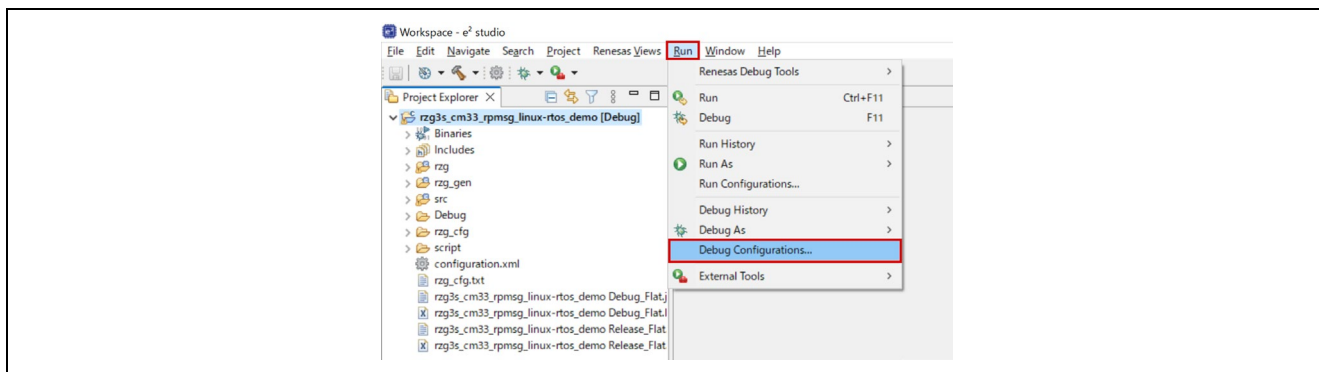 Workspace - e² studio
File Edit Navigate Search Project Renesas Views Run Window Help
Project Explorer
rzg3s_cm33_rpmsg_linux-rtos_demo [Debug]
Binaries
Includes
rzg
rzg_gen
src
Debug
rzg_cfg
script
configuration.xml
rzg_cfg.txt
rzg3s_cm33_rpmsg_linux-rtos_demo Debug_Flat.j
rzg3s_cm33_rpmsg_linux-rtos_demo Debug_Flat.l
rzg3s_cm33_rpmsg_linux-rtos_demo Release_Flat
rzg3s_cm33_rpmsg_linux-rtos_demo Release_Flat
Renesas Debug Tools
Run Ctrl+F11
Debug F11
Run History
Run As
Run Configurations...
Debug History
Debug As
Debug Configurations...
External Tools